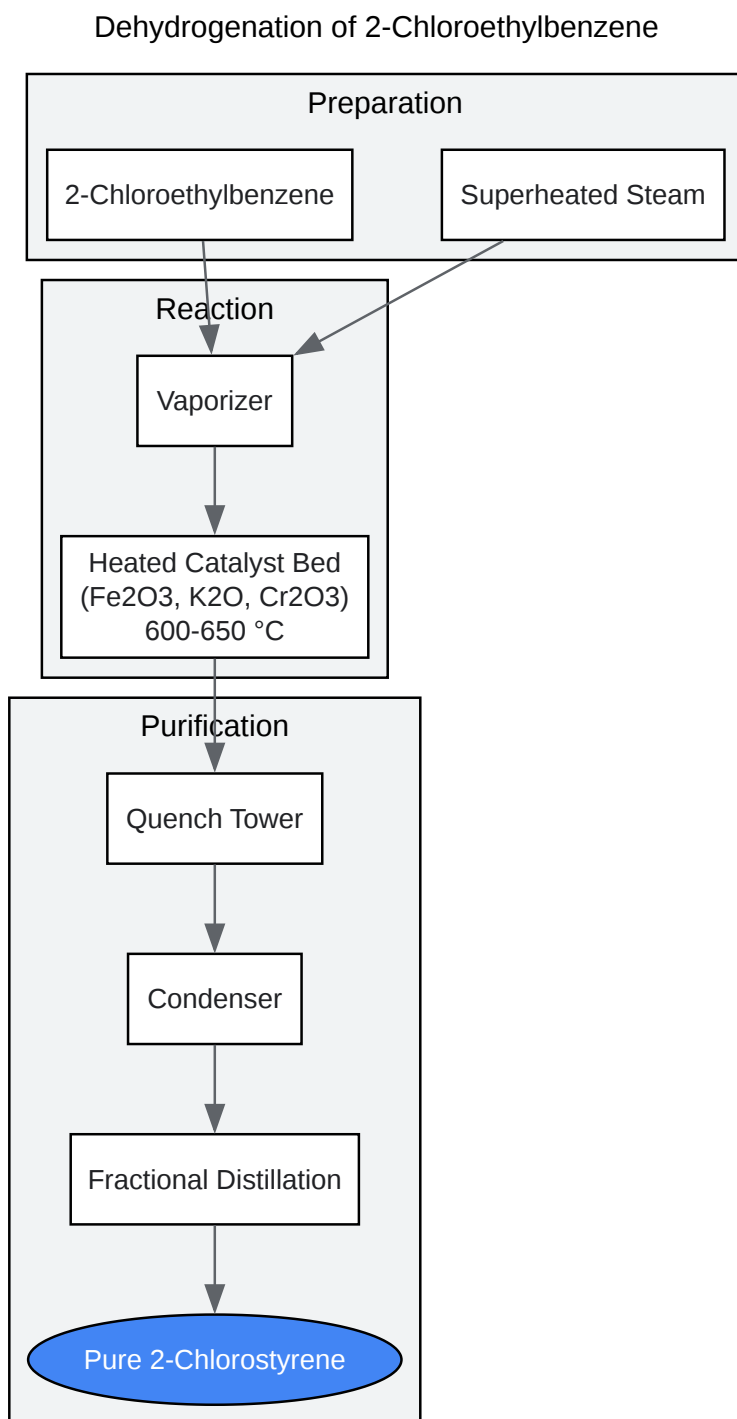 Dehydrogenation of 2-Chloroethylbenzene
Preparation
2-Chloroethylbenzene
Superheated Steam
Reaction
Vaporizer
Heated Catalyst Bed
(Fe2O3, K2O, Cr2O3)
600-650 °C
Purification
Quench Tower
Condenser
Fractional Distillation
Pure 2-Chlorostyrene